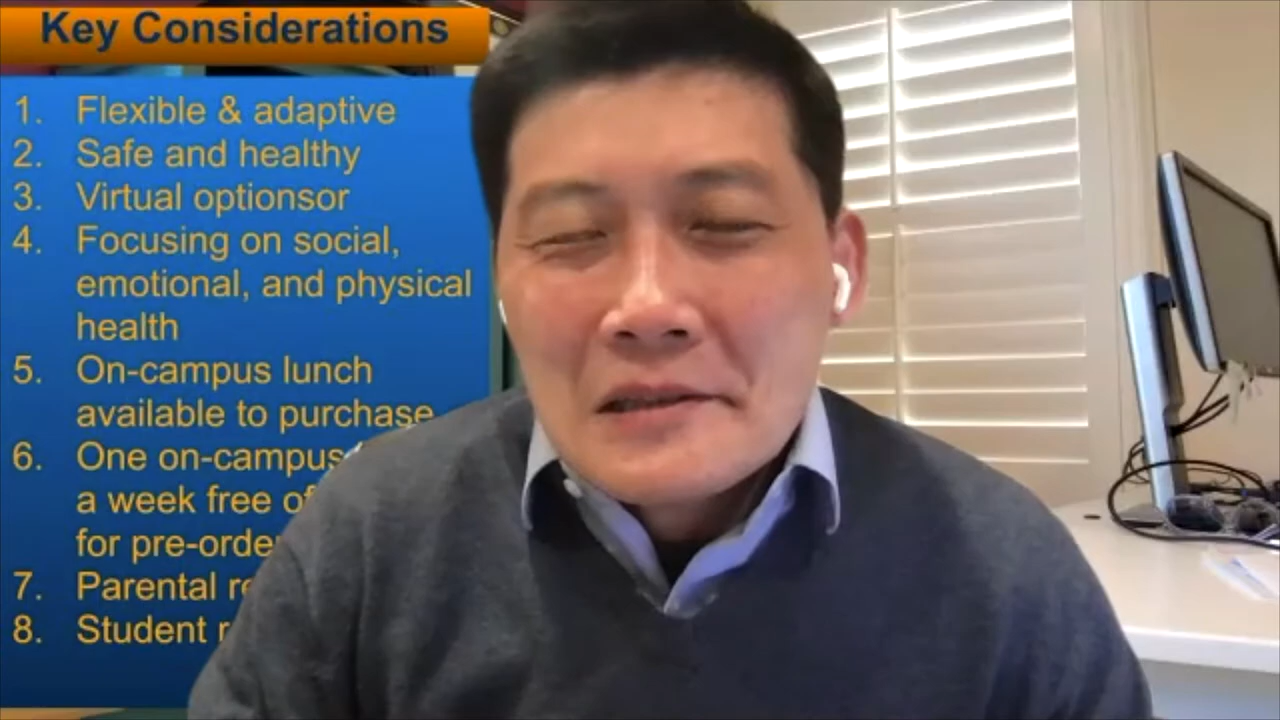 Key Considerations
1. Flexible & adaptive
2. Safe and healthy
3. Virtual optionsor
4. Focusing on social,
emotional, and physical
health
5. On-campus lunch
available to purchase
6. One on-campus
a week free of
for pre-order
7. Parental
8. Student